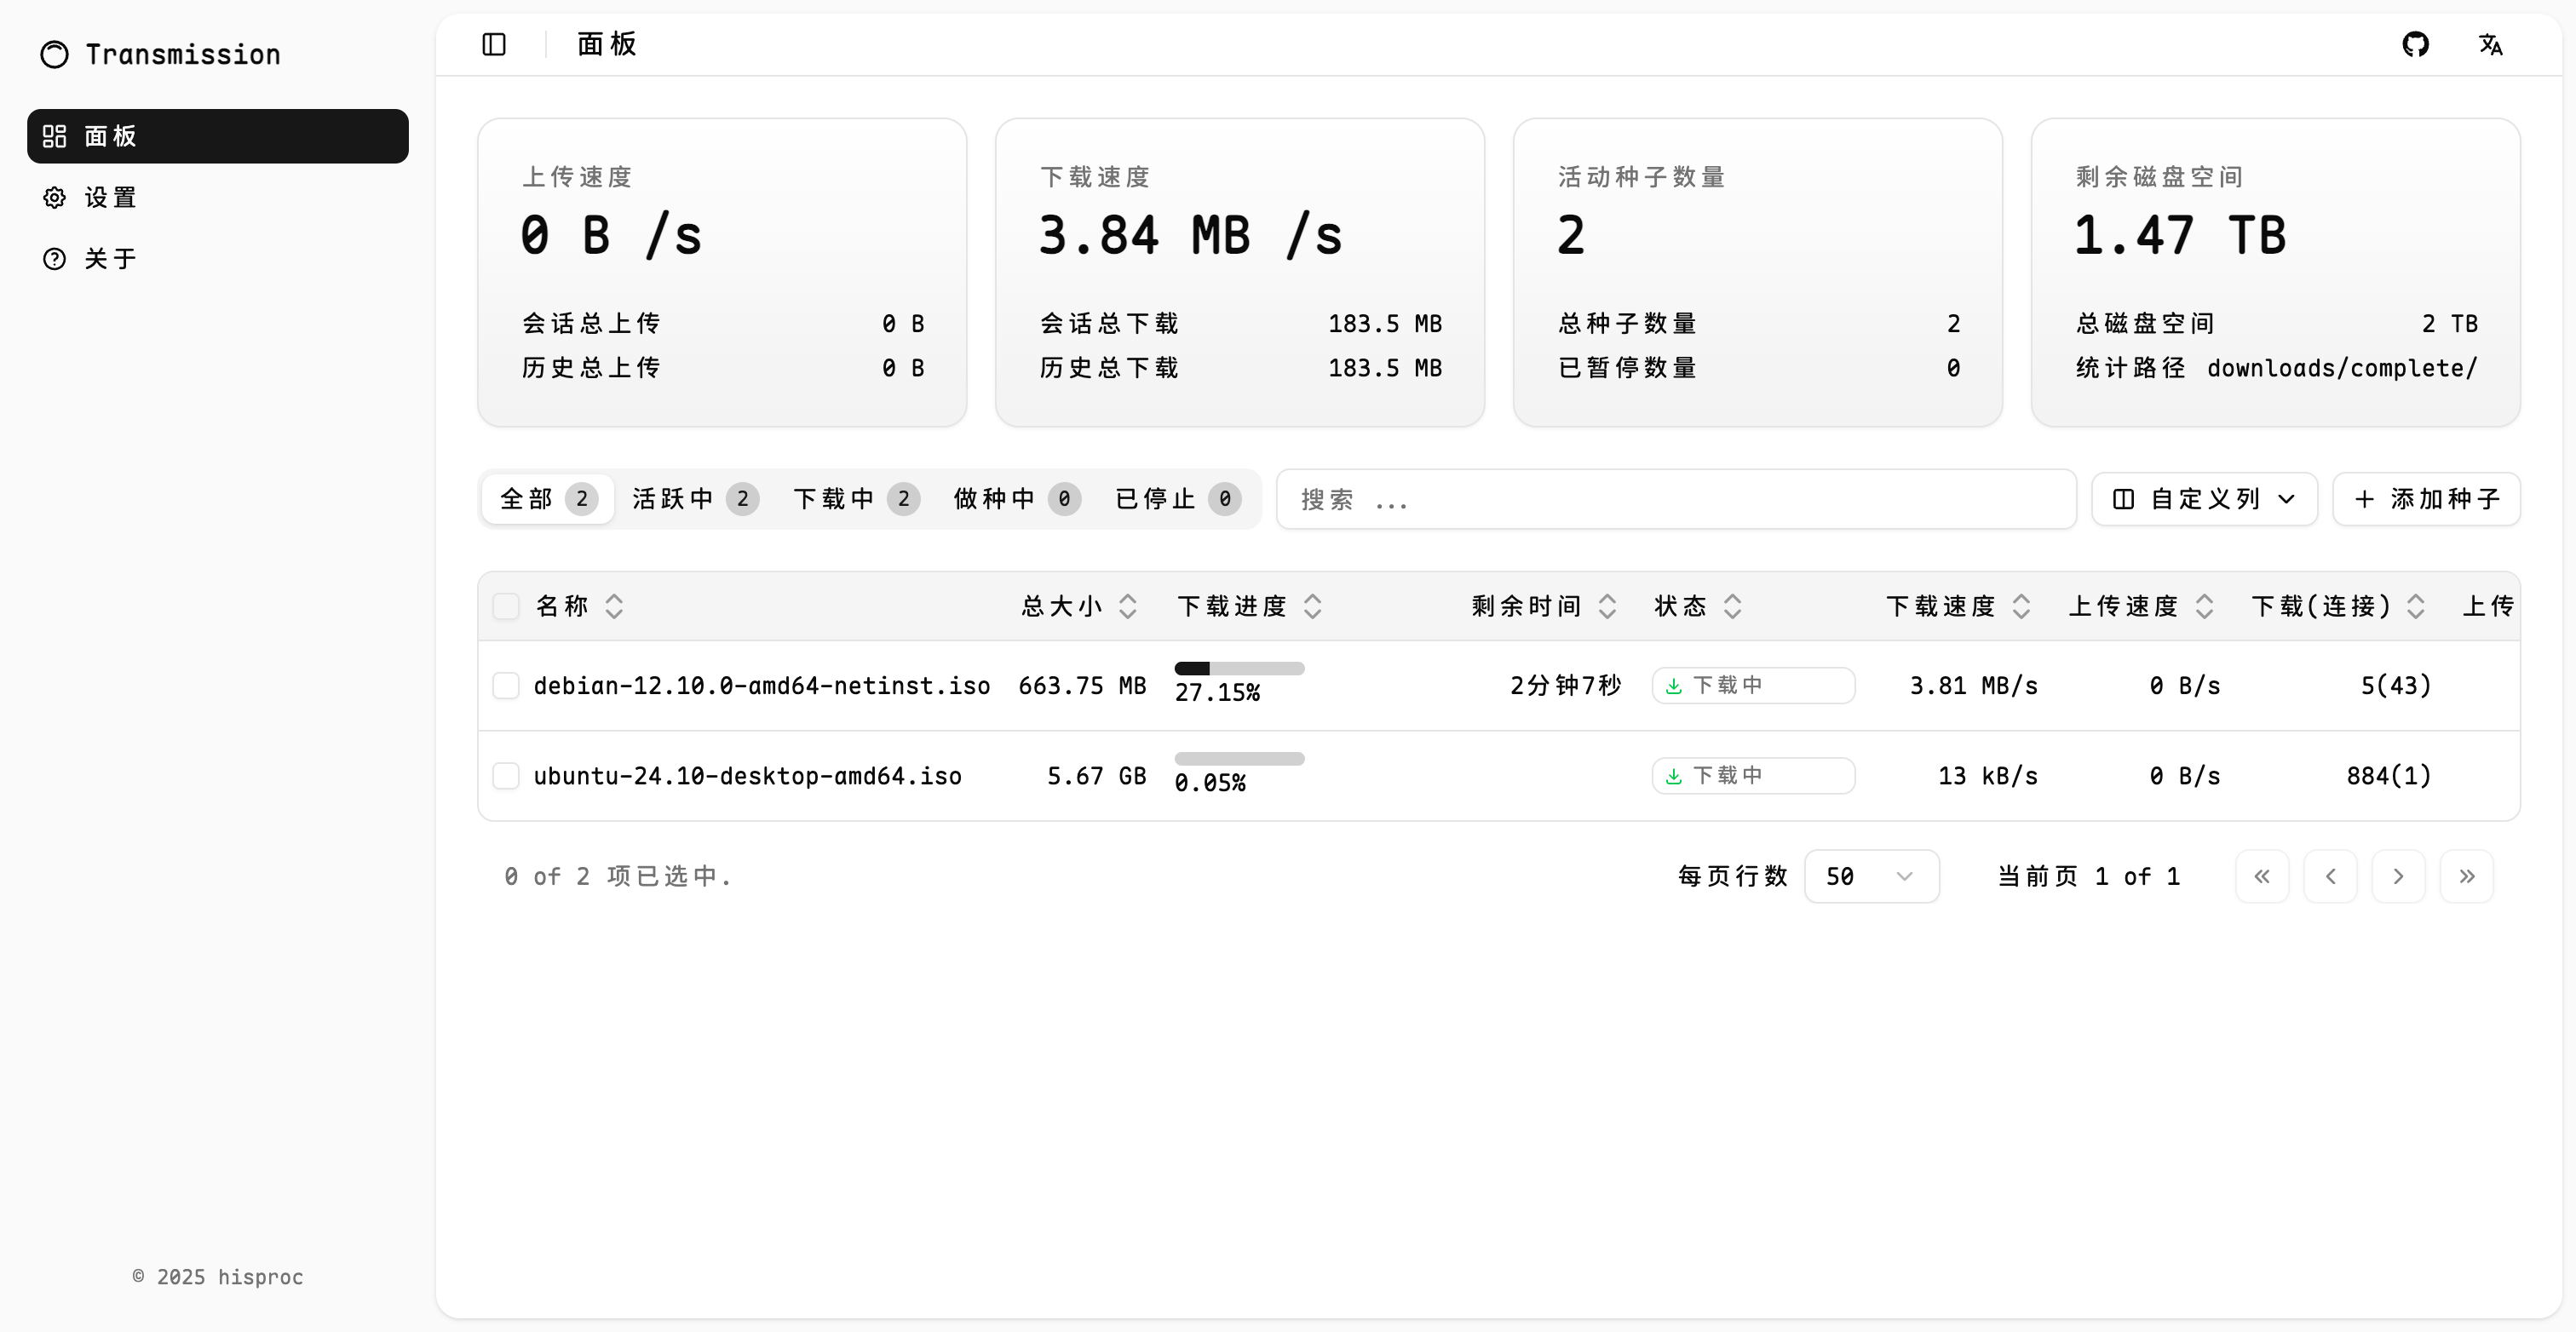 Transmission
面板
设置
关于
© 2025 hisproc
面板
上传速度
0 B /s
会话总上传 0 B
历史总上传 0 B
下载速度
3.84 MB /s
会话总下载 183.5 MB
历史总下载 183.5 MB
活动种子数量
2
总种子数量 2
已暂停数量 0
剩余磁盘空间
1.47 TB
总磁盘空间 2 TB
统计路径 downloads/complete/
全部 2 活跃中 2 下载中 2 做种中 0 已停止 0 搜索 ... 自定义列 添加种子
名称 总大小 下载进度 剩余时间 状态 下载速度 上传速度 下载(连接) 上传
debian-12.10.0-amd64-netinst.iso 663.75 MB 27.15% 2分钟7秒 下载中 3.81 MB/s 0 B/s 5(43)
ubuntu-24.10-desktop-amd64.iso 5.67 GB 0.05% 下载中 13 kB/s 0 B/s 884(1)
0 of 2 项已选中. 每页行数 50 当前页 1 of 1